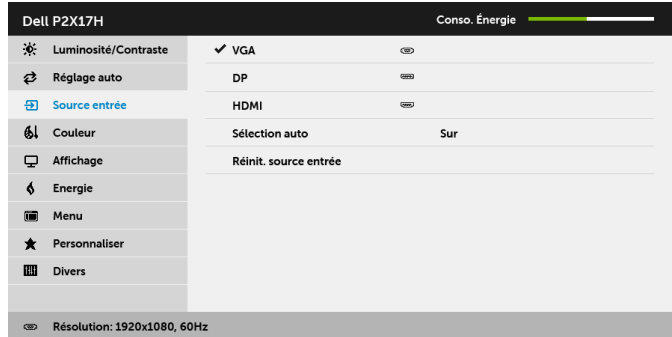 Dell P2X17H
Conso. Énergie
Luminosité/Contraste
VGA
Réglage auto
DP
Source entrée
HDMI
Couleur
Sélection auto
Sur
Affichage
Réinit. source entrée
Energie
Menu
Personnaliser
Divers
Résolution: 1920x1080, 60Hz